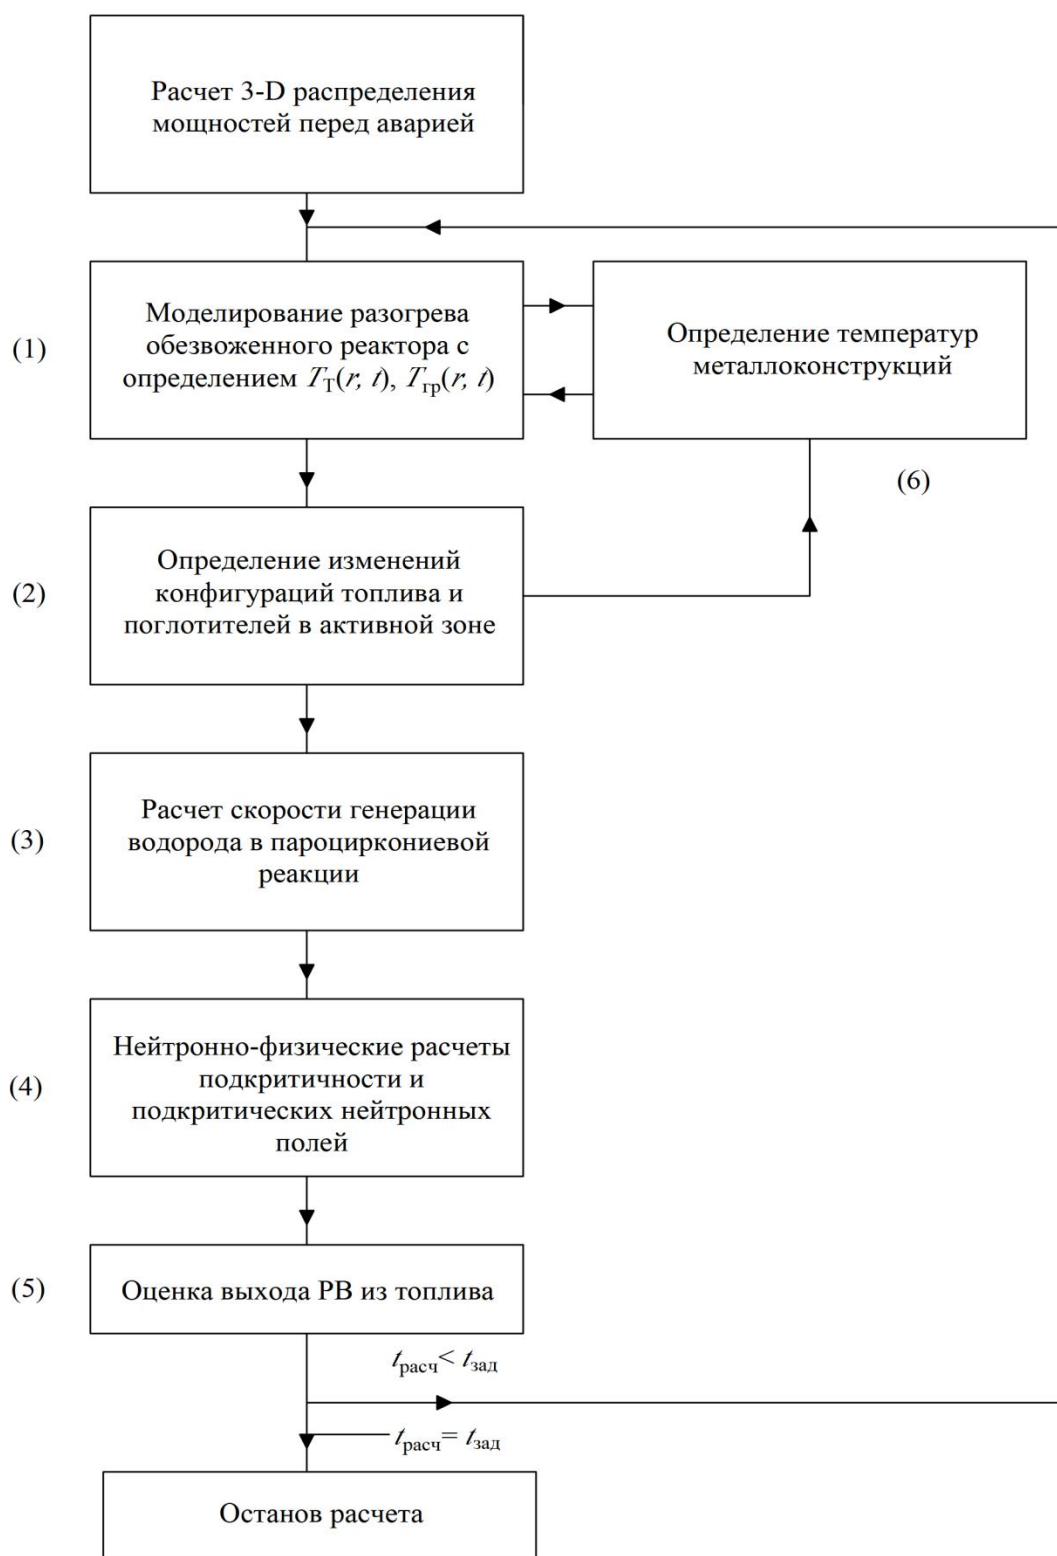 Расчет 3-D распределения
мощностей перед аварией
(1)
Моделирование разогрева
обезвоженного реактора с
определением Tт(r, t), Tгр(r, t)
Определение температур
металлоконструкций
(6)
(2)
Определение изменений
конфигураций топлива и
поглотителей в активной зоне
(3)
Расчет скорости генерации
водорода в пароциркониевой
реакции
(4)
Нейтронно-физические расчеты
подкритичности и
подкритических нейтронных
полей
(5)
Оценка выхода РВ из топлива
tрасч< tзад
tрасч= tзад
Останов расчета